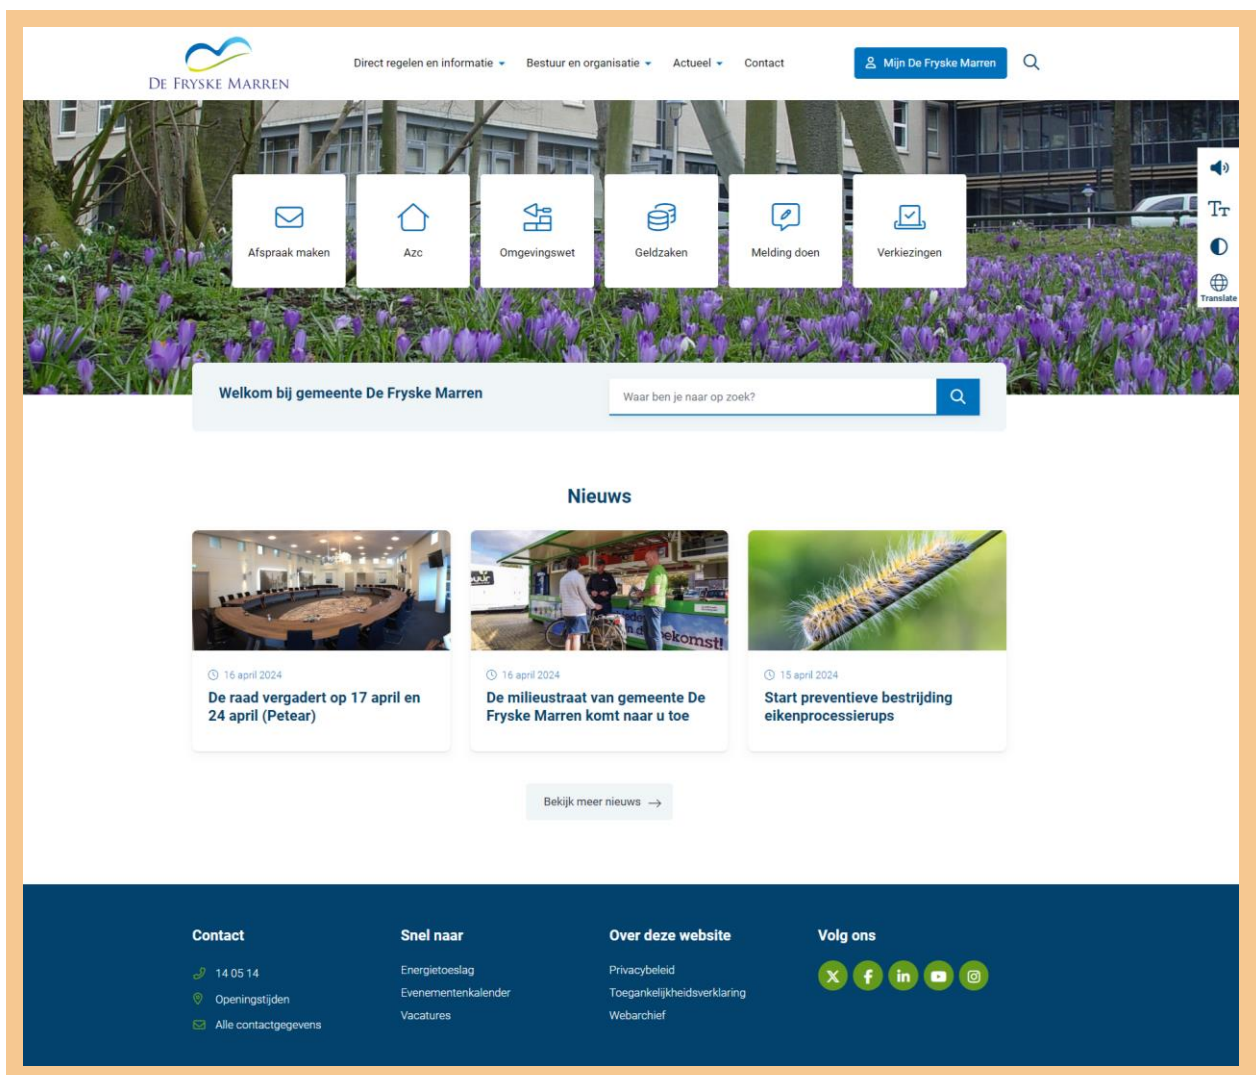 DE FRYSKE MARREN
Direct regelen en informatie
Bestuur en organisatie
Actueel
Contact
Mijn De Fryske Marren
Afspraak maken
Azc
Omgevingswet
Geldzaken
Melding doen
Verkiezingen
TT
Translate
Welkom bij gemeente De Fryske Marren
Waar ben je naar op zoek?
Nieuws
ekomst!
16 april 2024
De raad vergadert op 17 april en
24 april (Petear)
16 april 2024
De milieustraat van gemeente De
Fryske Marren komt naar u toe
15 april 2024
Start preventieve bestrijding
eikenprocessierups
Bekijk meer nieuws
Contact
14 05 14
Openingstijden
Alle contactgegevens
Snel naar
Energietoeslag
Evenementenkalender
Vacatures
Over deze website
Privacybeleid
Toegankelijkheidsverklaring
Webarchief
Volg ons